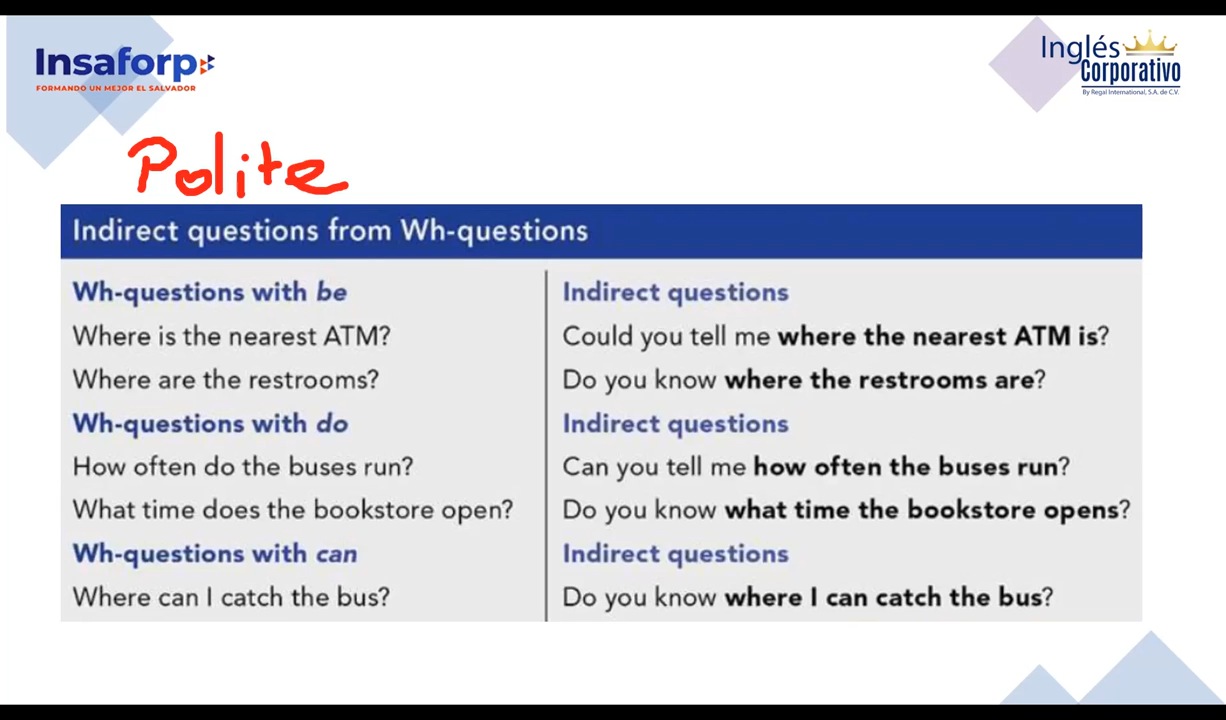 Insaforp
FORMANDO UN MEJOR EL SALVADOR
Inglés
Corporativo
By Regal International, S.A. de C.V.
Polite
Indirect questions from Wh-questions
Wh-questions with be
Indirect questions
Where is the nearest ATM?
Could you tell me where the nearest ATM is?
Where are the restrooms?
Do you know where the restrooms are?
Wh-questions with do
Indirect questions
How often do the buses run?
Can you tell me how often the buses run?
What time does the bookstore open?
Do you know what time the bookstore opens?
Wh-questions with can
Indirect questions
Where can I catch the bus?
Do you know where I can catch the bus?